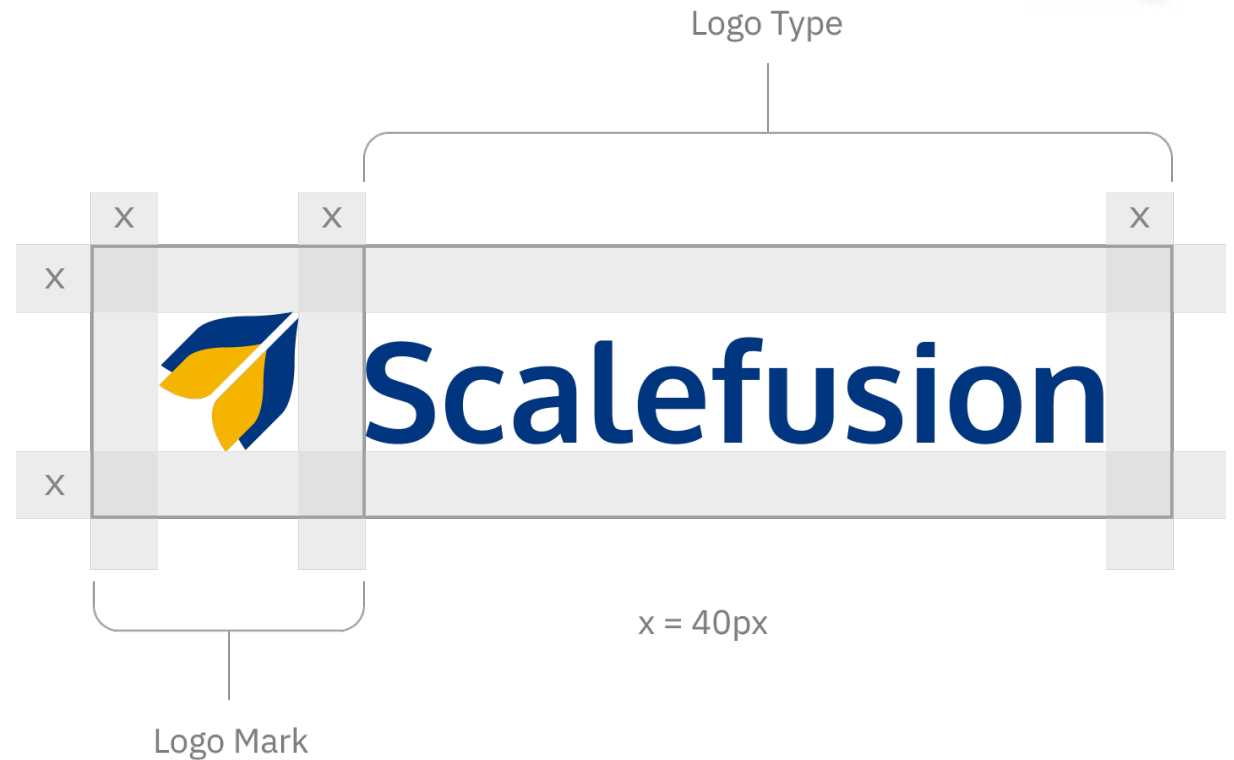 Logo Type
X X X
X
Scalefusion
X
x = 40px
Logo Mark